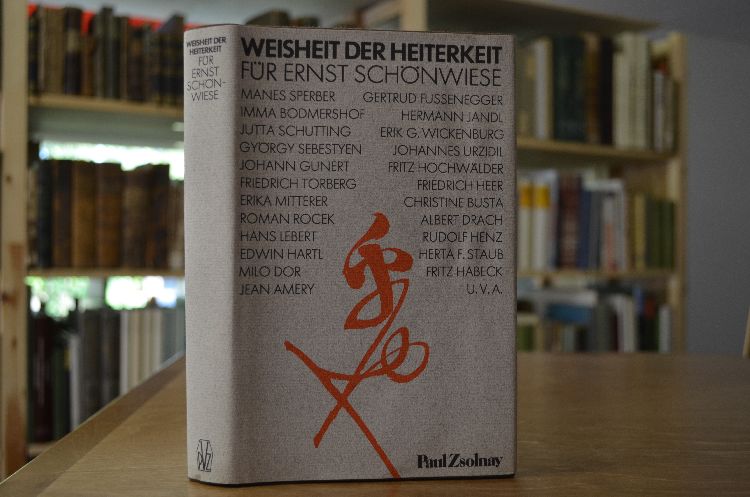 WEISHEIT DER
HEITERKEIT
FÜR
ERNST
SCHÖN-
WIESE
WEISHEIT DER HEITERKEIT
FÜR ERNST SCHÖNWIESE
MANES SPERBER GERTRUD FUSSENEGGER
IMMA BODMERSHOF HERMANN JANDL
JUTTA SCHUTTING ERIK G. WICKENBURG
GYÖRGY SEBESTYEN JOHANNES URZIDIL
JOHANN GUNERT FRITZ HOCHWÄLDER
FRIEDRICH TORBERG FRIEDRICH HEER
ERIKA MITTERER CHRISTINE BUSTA
ROMAN ROCEK ALBERT DRACH
HANS LEBERT RUDOLF HENZ
EDWIN HARTL HERTA F. STAUB
MILO DOR FRITZ HABECK
JEAN AMERY U. V. A.
Paul Zsolnay